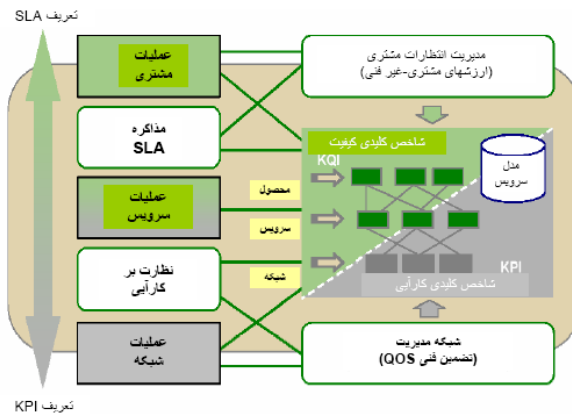 تعریف SLA
عملیات
مشتری
مدیریت انتظارات مشتری
(ارزشهای مشتری-غیر فنی)
مذاکره
SLA
شاخص کلیدی کیفیت
KQI
مدل
سرویس
محصول
عملیات
سرویس
سرویس
نظارت بر
کارآیی
شبکه
KPI
شاخص کلیدی کارآیی
عملیات
شبکه
شبکه مدیریت
(تضمین فنی QOS)
تعریف KPI